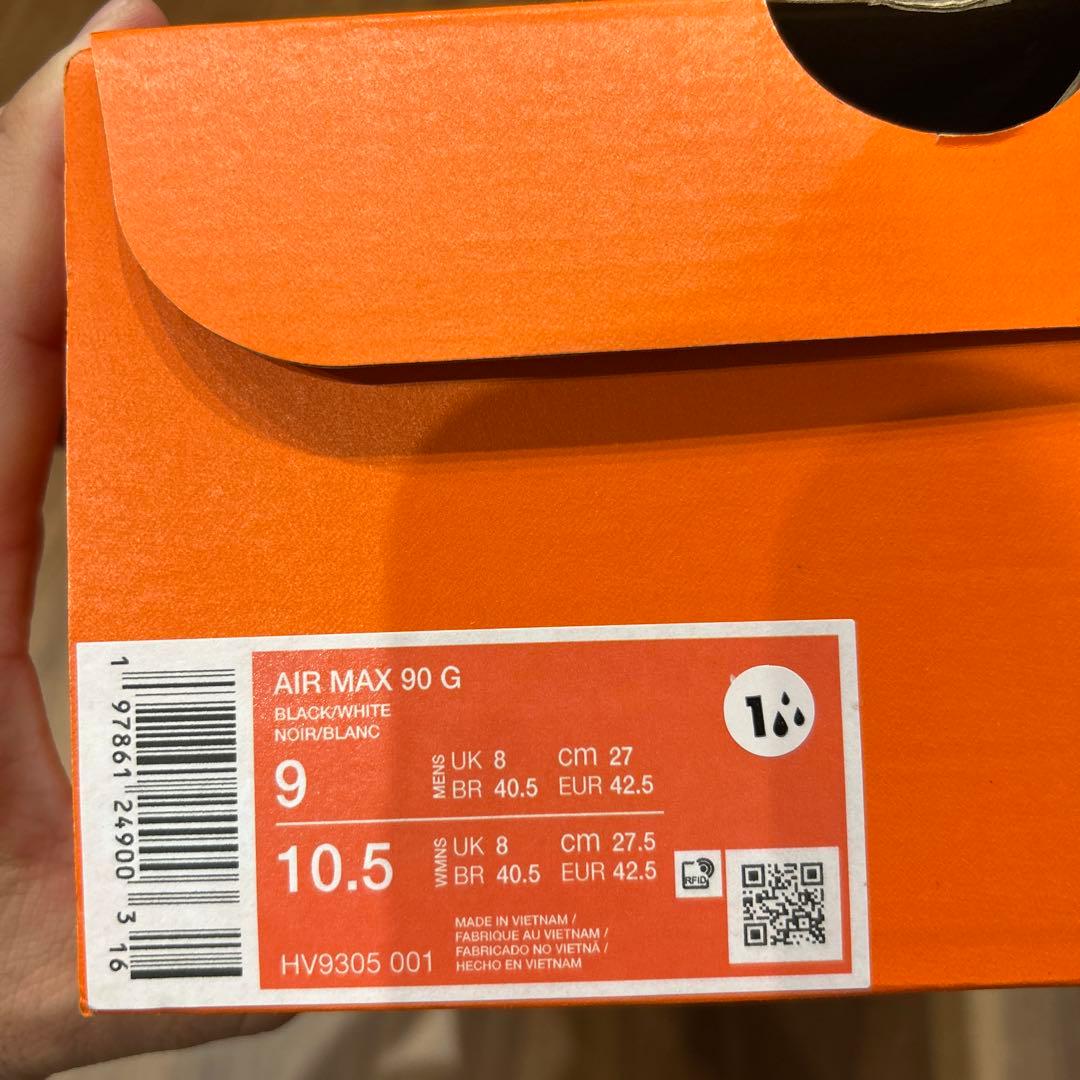 AIR MAX 90 G
BLACK/WHITE
NOIR/BLANC
9
MENS
UK 8 cm 27
BR 40.5 EUR 42.5
10.5
WMNS
UK 8 cm 27.5
BR 40.5 EUR 42.5
RFID
HV9305 001
MADE IN VIETNAM /
FABRIQUE AU VIETNAM /
FABRICADO NO VIETNÃ /
HECHO EN VIETNAM
1
1 97861 24900 3 16